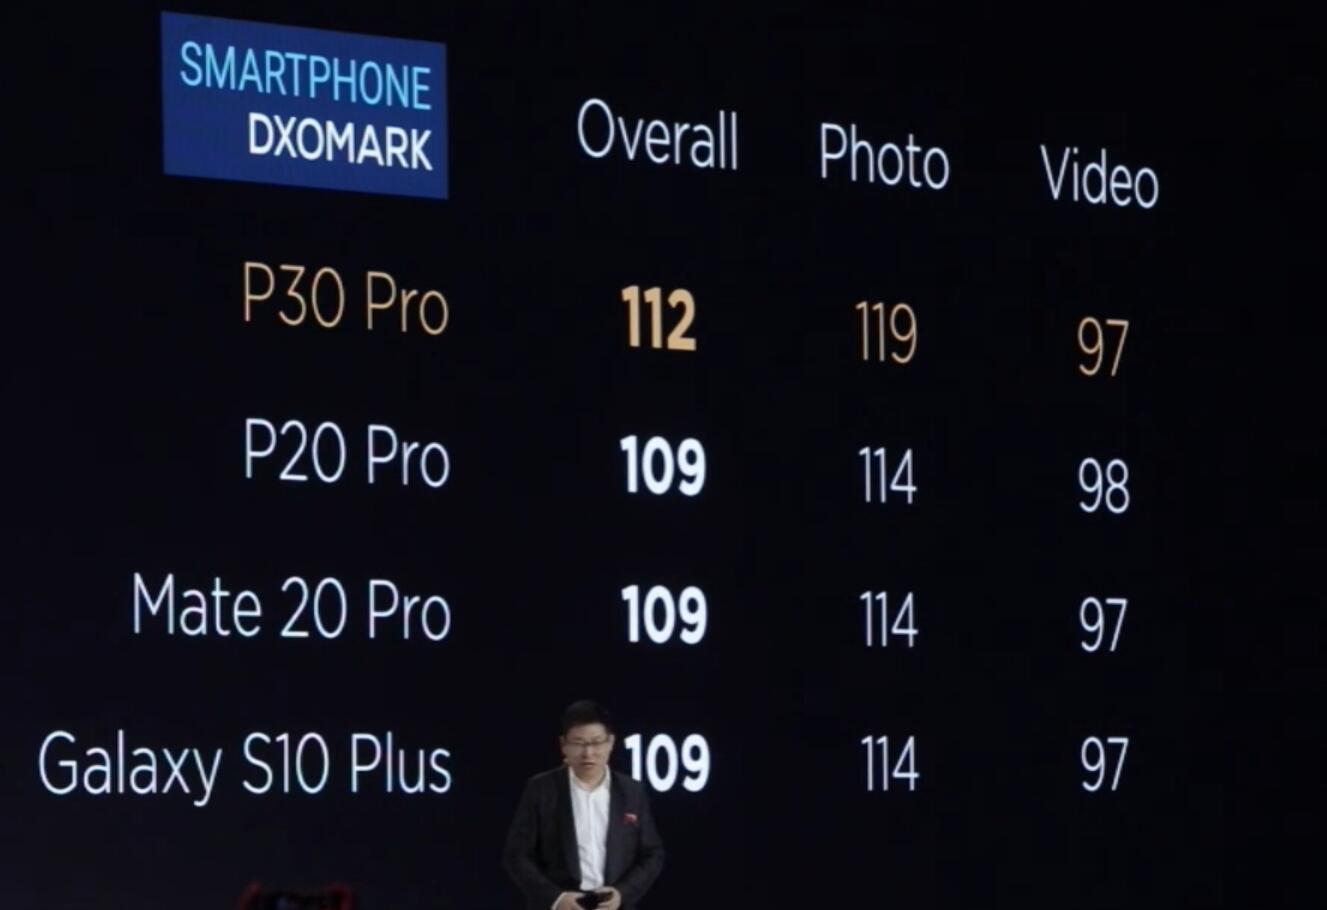 SMARTPHONE
DXOMARK
Overall Photo Video
P30 Pro 112 119 97
P20 Pro 109 114 98
Mate 20 Pro 109 114 97
Galaxy S10 Plus 109 114 97